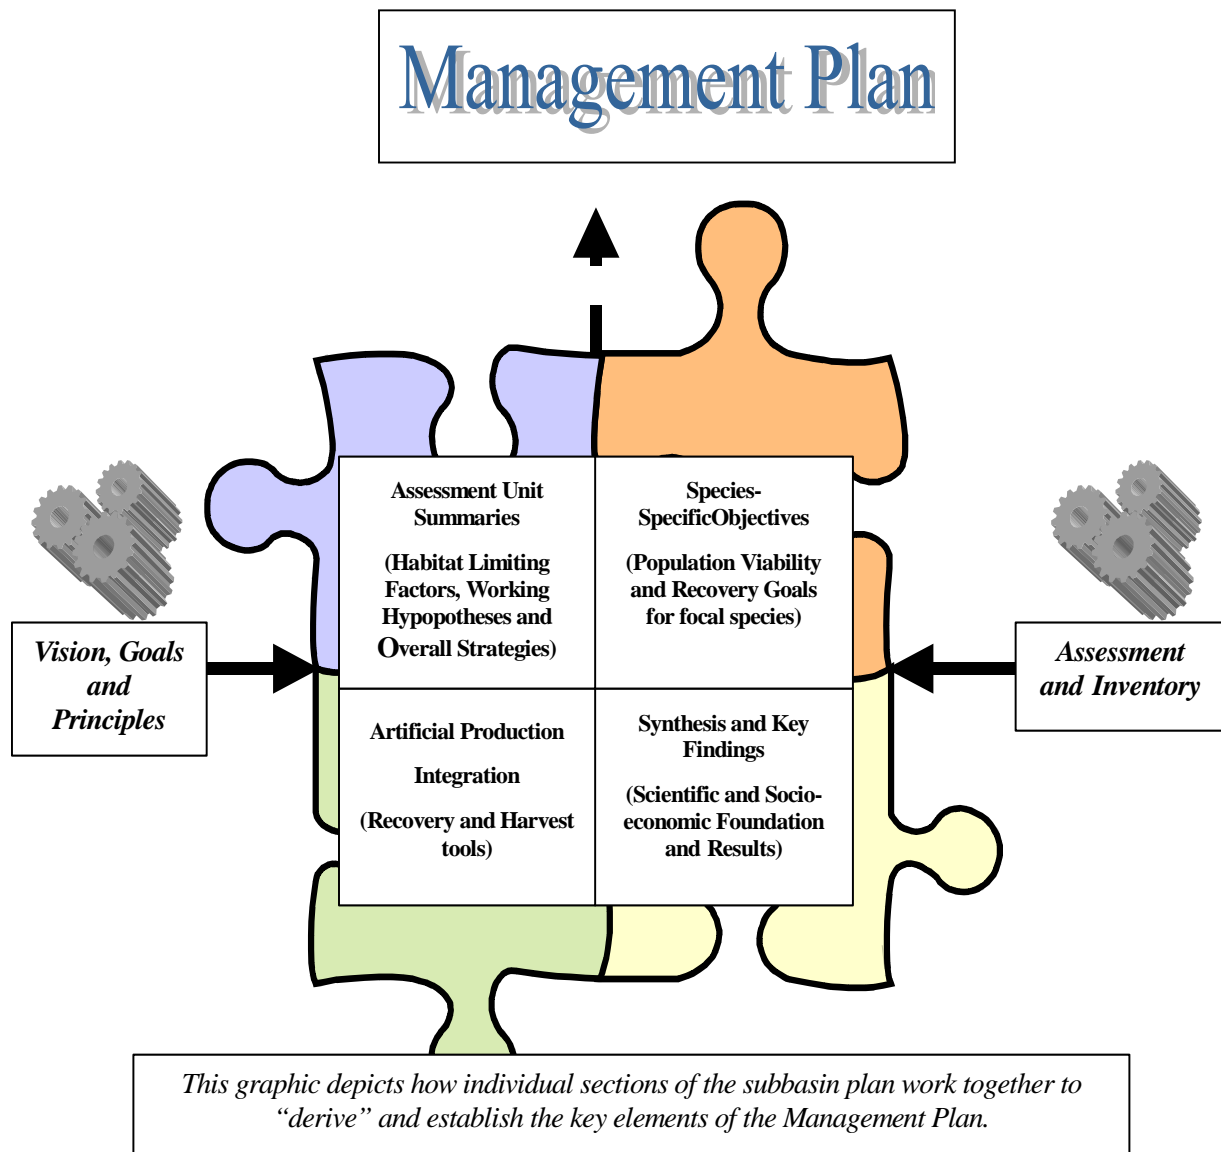 Management Plan
Assessment Unit
Summaries
(Habitat Limiting
Factors, Working
Hypopotheses and
Overall Strategies)
Species-
SpecificObjectives
(Population Viability
and Recovery Goals
for focal species)
Vision, Goals
and
Principles
Assessment
and Inventory
Artificial Production
Integration
(Recovery and Harvest
tools)
Synthesis and Key
Findings
(Scientific and Socio-
economic Foundation
and Results)
This graphic depicts how individual sections of the subbasin plan work together to
“derive” and establish the key elements of the Management Plan.